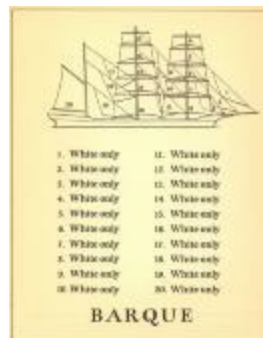 1. White only
2. White only
3. White only
4. White only
5. White only
6. White only
7. White only
8. White only
9. White only
10. White only
11. White only
12. White only
13. White only
14. White only
15. White only
16. White only
17. White only
18. White only
19. White only
20. White only
BARQUE